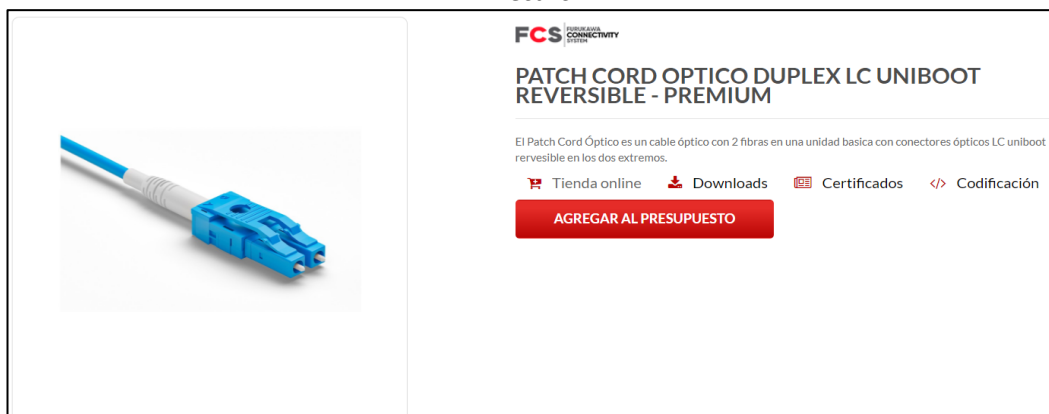 FCS FURUKAWA CONNECTIVITY SYSTEM
PATCH CORD OPTICO DUPLEX LC UNIBOOT
REVERSIBLE - PREMIUM
El Patch Cord Óptico es un cable óptico con 2 fibras en una unidad basica con conectores ópticos LC uniboot
rervesible en los dos extremos.
Tienda online Downloads Certificados </> Codificación
AGREGAR AL PRESUPUESTO